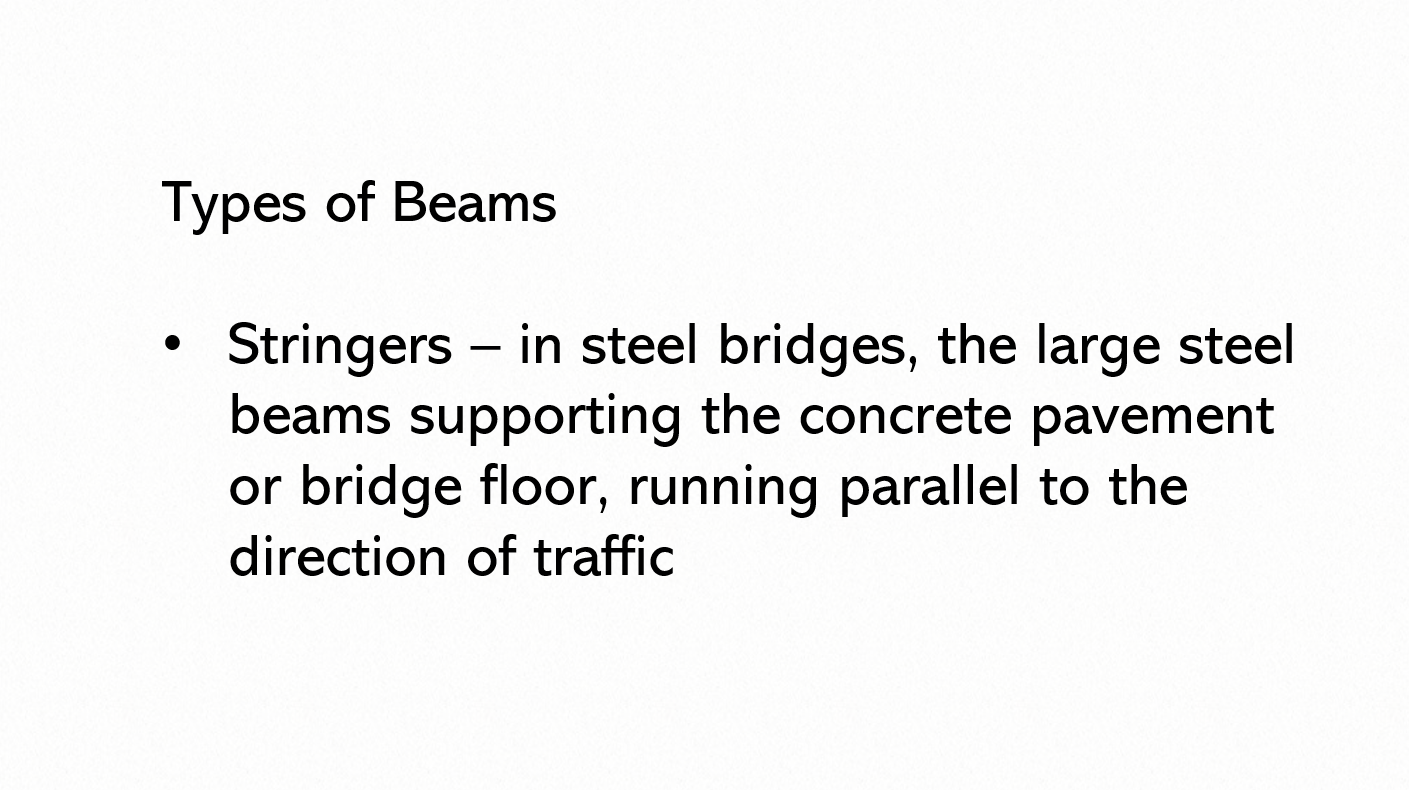 Types of Beams
• Stringers – in steel bridges, the large steel
beams supporting the concrete pavement
or bridge floor, running parallel to the
direction of traffic